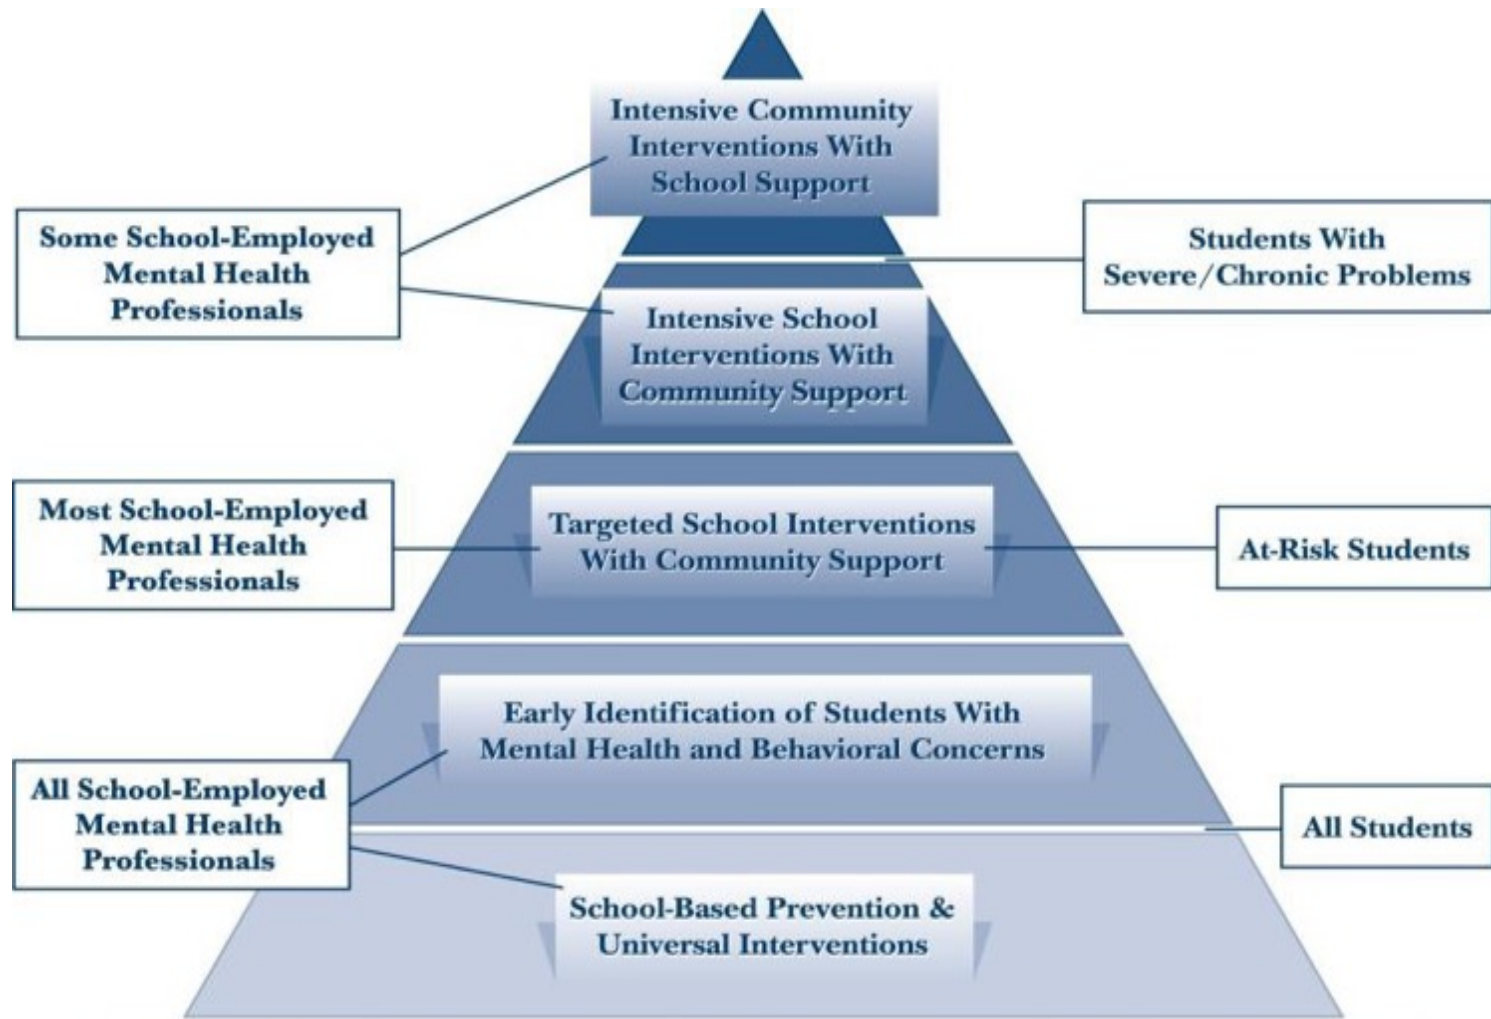 Intensive Community
Interventions With
School Support
Some School-Employed
Mental Health
Professionals
Students With
Severe/Chronic Problems
Intensive School
Interventions With
Community Support
Most School-Employed
Mental Health
Professionals
Targeted School Interventions
With Community Support
At-Risk Students
Early Identification of Students With
Mental Health and Behavioral Concerns
All School-Employed
Mental Health
Professionals
All Students
School-Based Prevention &
Universal Interventions